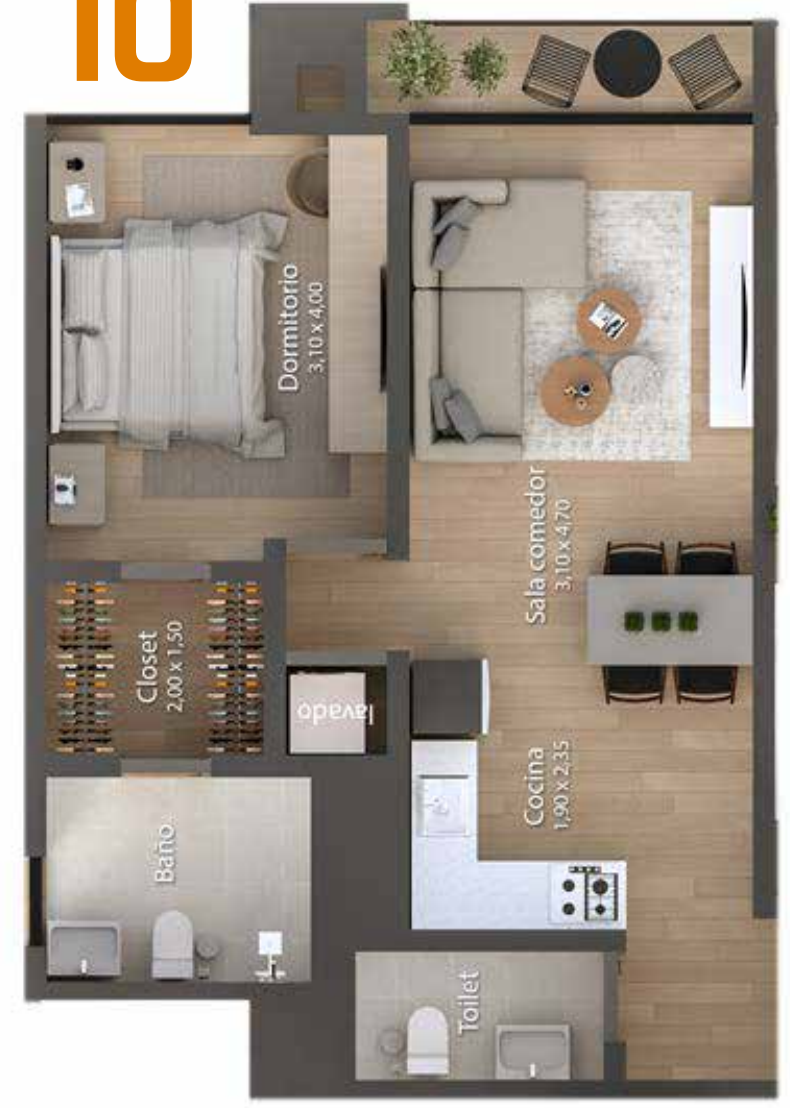 10
Dormitorio
3,10 x 4,00
Sala comedor
3,10 x 4,70
Closet
2,00 x 1,50
lavado
Cocina
1,90 x 2,35
Baño
Toilet